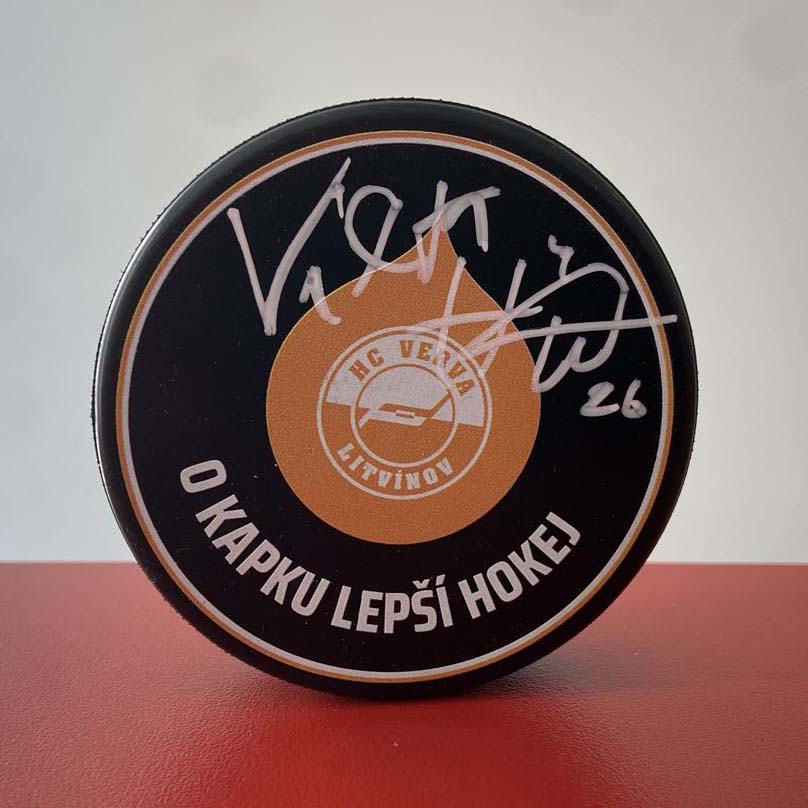 26
HC VERVA
LITVÍNOV
O KAPKU LEPŠÍ HOKEJ